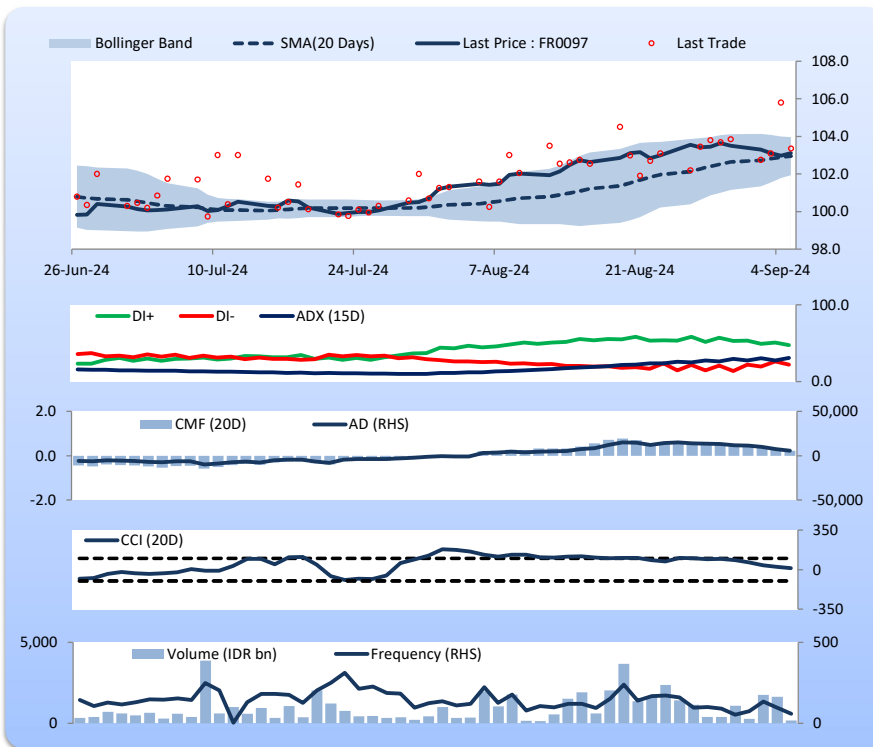 Bollinger Band SMA(20 Days) Last Price : FR0097 Last Trade
108.0
106.0
104.0
102.0
100.0
98.0
26-Jun-24 10-Jul-24 24-Jul-24 7-Aug-24 21-Aug-24 4-Sep-24
DI+ DI- ADX (15D)
100.0
0.0
CMF (20D) AD (RHS)
2.0 50,000
0.0 0
-2.0 -50,000
CCI (20D)
350
0
-350
Volume (IDR bn) Frequency (RHS)
5,000 500
0 0